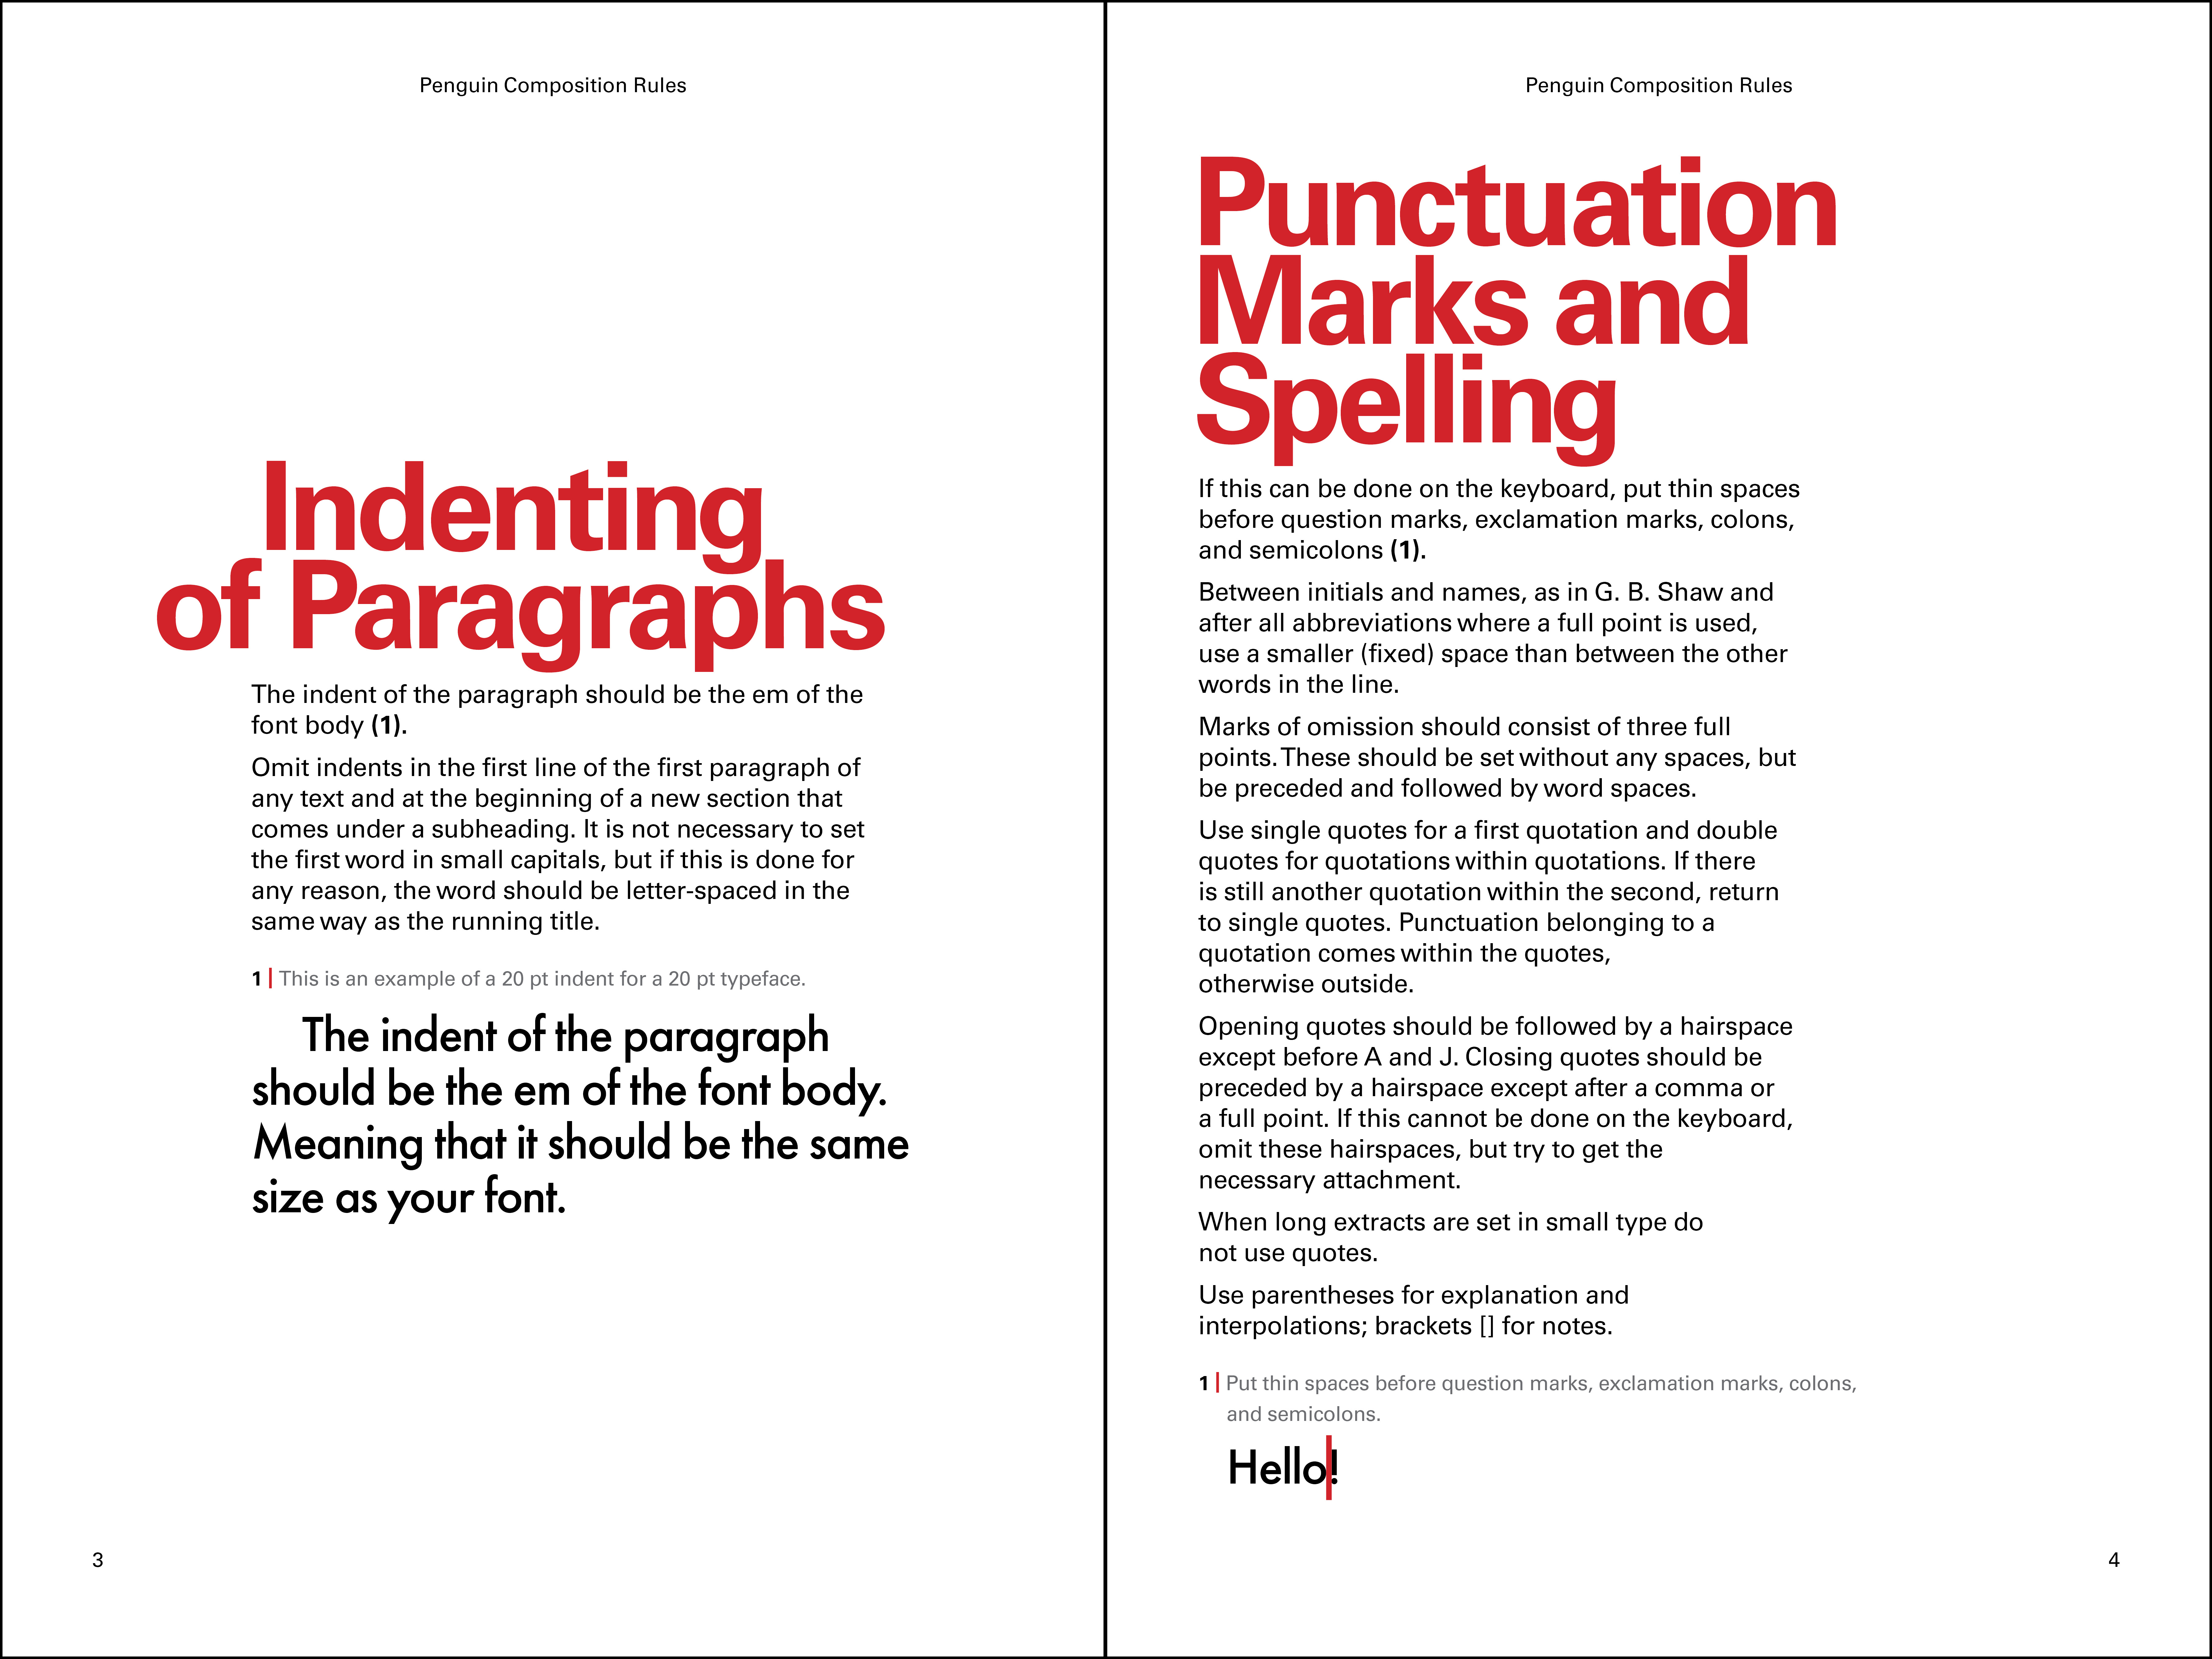 Penguin Composition Rules
Indenting
of Paragraphs
The indent of the paragraph should be the em of the
font body (1).
Omit indents in the first line of the first paragraph of
any text and at the beginning of a new section that
comes under a subheading. It is not necessary to set
the first word in small capitals, but if this is done for
any reason, the word should be letter-spaced in the
same way as the running title.
1 | This is an example of a 20 pt indent for a 20 pt typeface.
The indent of the paragraph
should be the em of the font body.
Meaning that it should be the same
size as your font.
3
Penguin Composition Rules
Punctuation
Marks and
Spelling
If this can be done on the keyboard, put thin spaces
before question marks, exclamation marks, colons,
and semicolons (1).
Between initials and names, as in G. B. Shaw and
after all abbreviations where a full point is used,
use a smaller (fixed) space than between the other
words in the line.
Marks of omission should consist of three full
points. These should be set without any spaces, but
be preceded and followed by word spaces.
Use single quotes for a first quotation and double
quotes for quotations within quotations. If there
is still another quotation within the second, return
to single quotes. Punctuation belonging to a
quotation comes within the quotes,
otherwise outside.
Opening quotes should be followed by a hairspace
except before A and J. Closing quotes should be
preceded by a hairspace except after a comma or
a full point. If this cannot be done on the keyboard,
omit these hairspaces, but try to get the
necessary attachment.
When long extracts are set in small type do
not use quotes.
Use parentheses for explanation and
interpolations; brackets [] for notes.
1 | Put thin spaces before question marks, exclamation marks, colons,
and semicolons.
Hello!
4